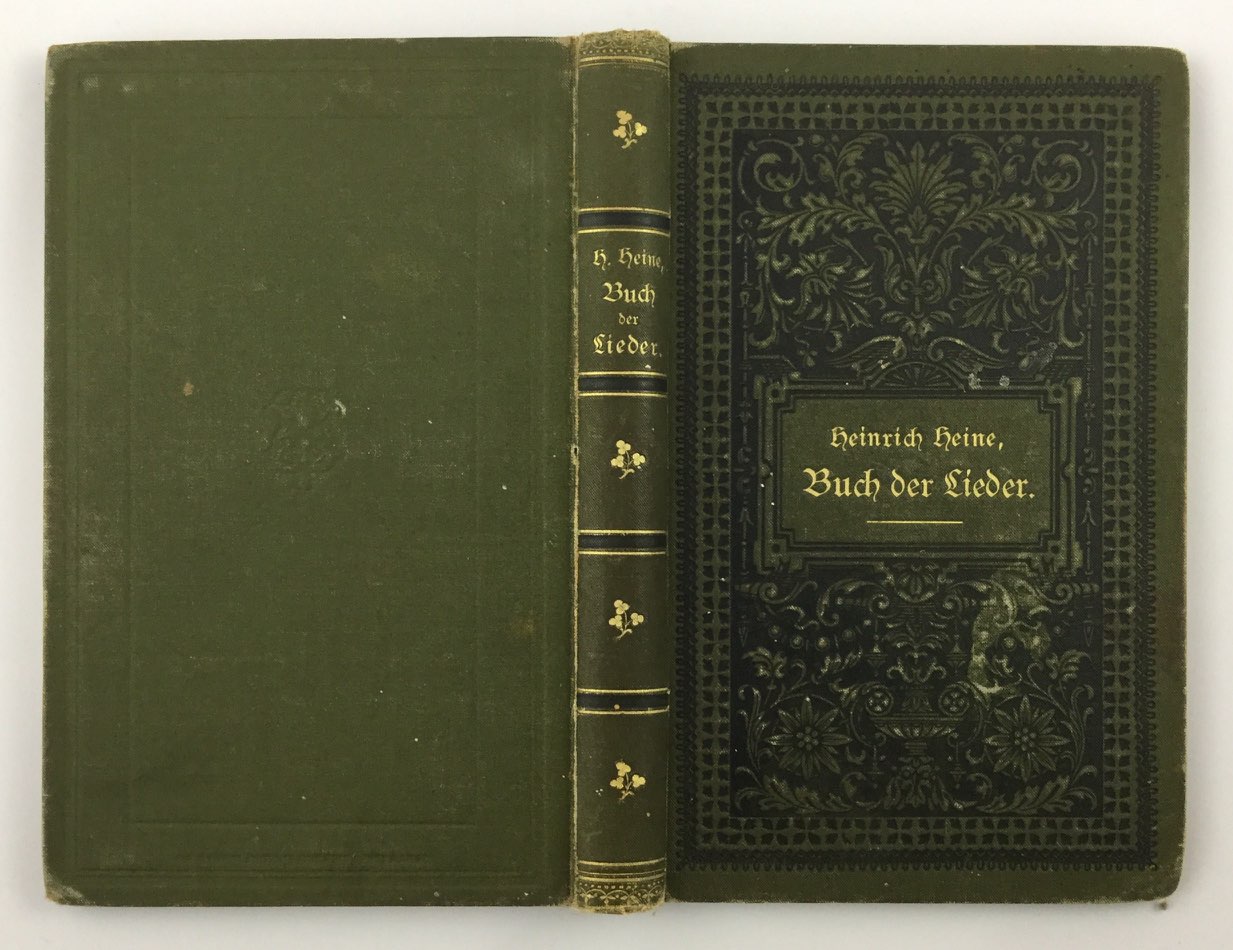 H. Heine,
Buch
der
Lieder.
Heinrich Heine,
Buch der Lieder.